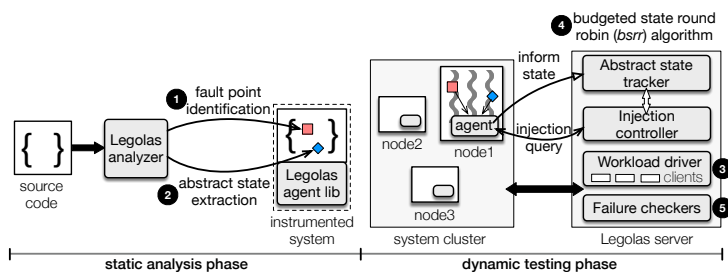 4 budgeted state round
robin (bsrr) algorithm
inform
state
Abstract state
tracker
1
fault point
identification
agent
node2
node1
injection
query
Injection
controller
{ }
Legolas
analyzer
{ }
Legolas
agent lib
Workload driver 3
clients
source
code
2
abstract state
extraction
instrumented
system
node3
Failure checkers 5
system cluster
Legolas server
static analysis phase
dynamic testing phase